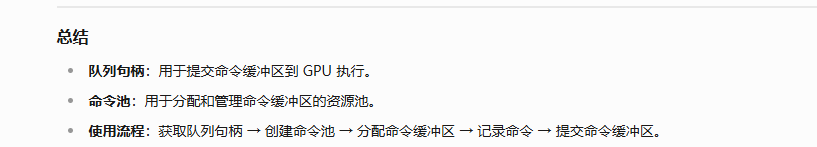 总结
队列句柄：用于提交命令缓冲区到 GPU 执行。
命令池：用于分配和管理命令缓冲区的资源池。
使用流程：获取队列句柄 → 创建命令池 → 分配命令缓冲区 → 记录命令 → 提交命令缓冲区。